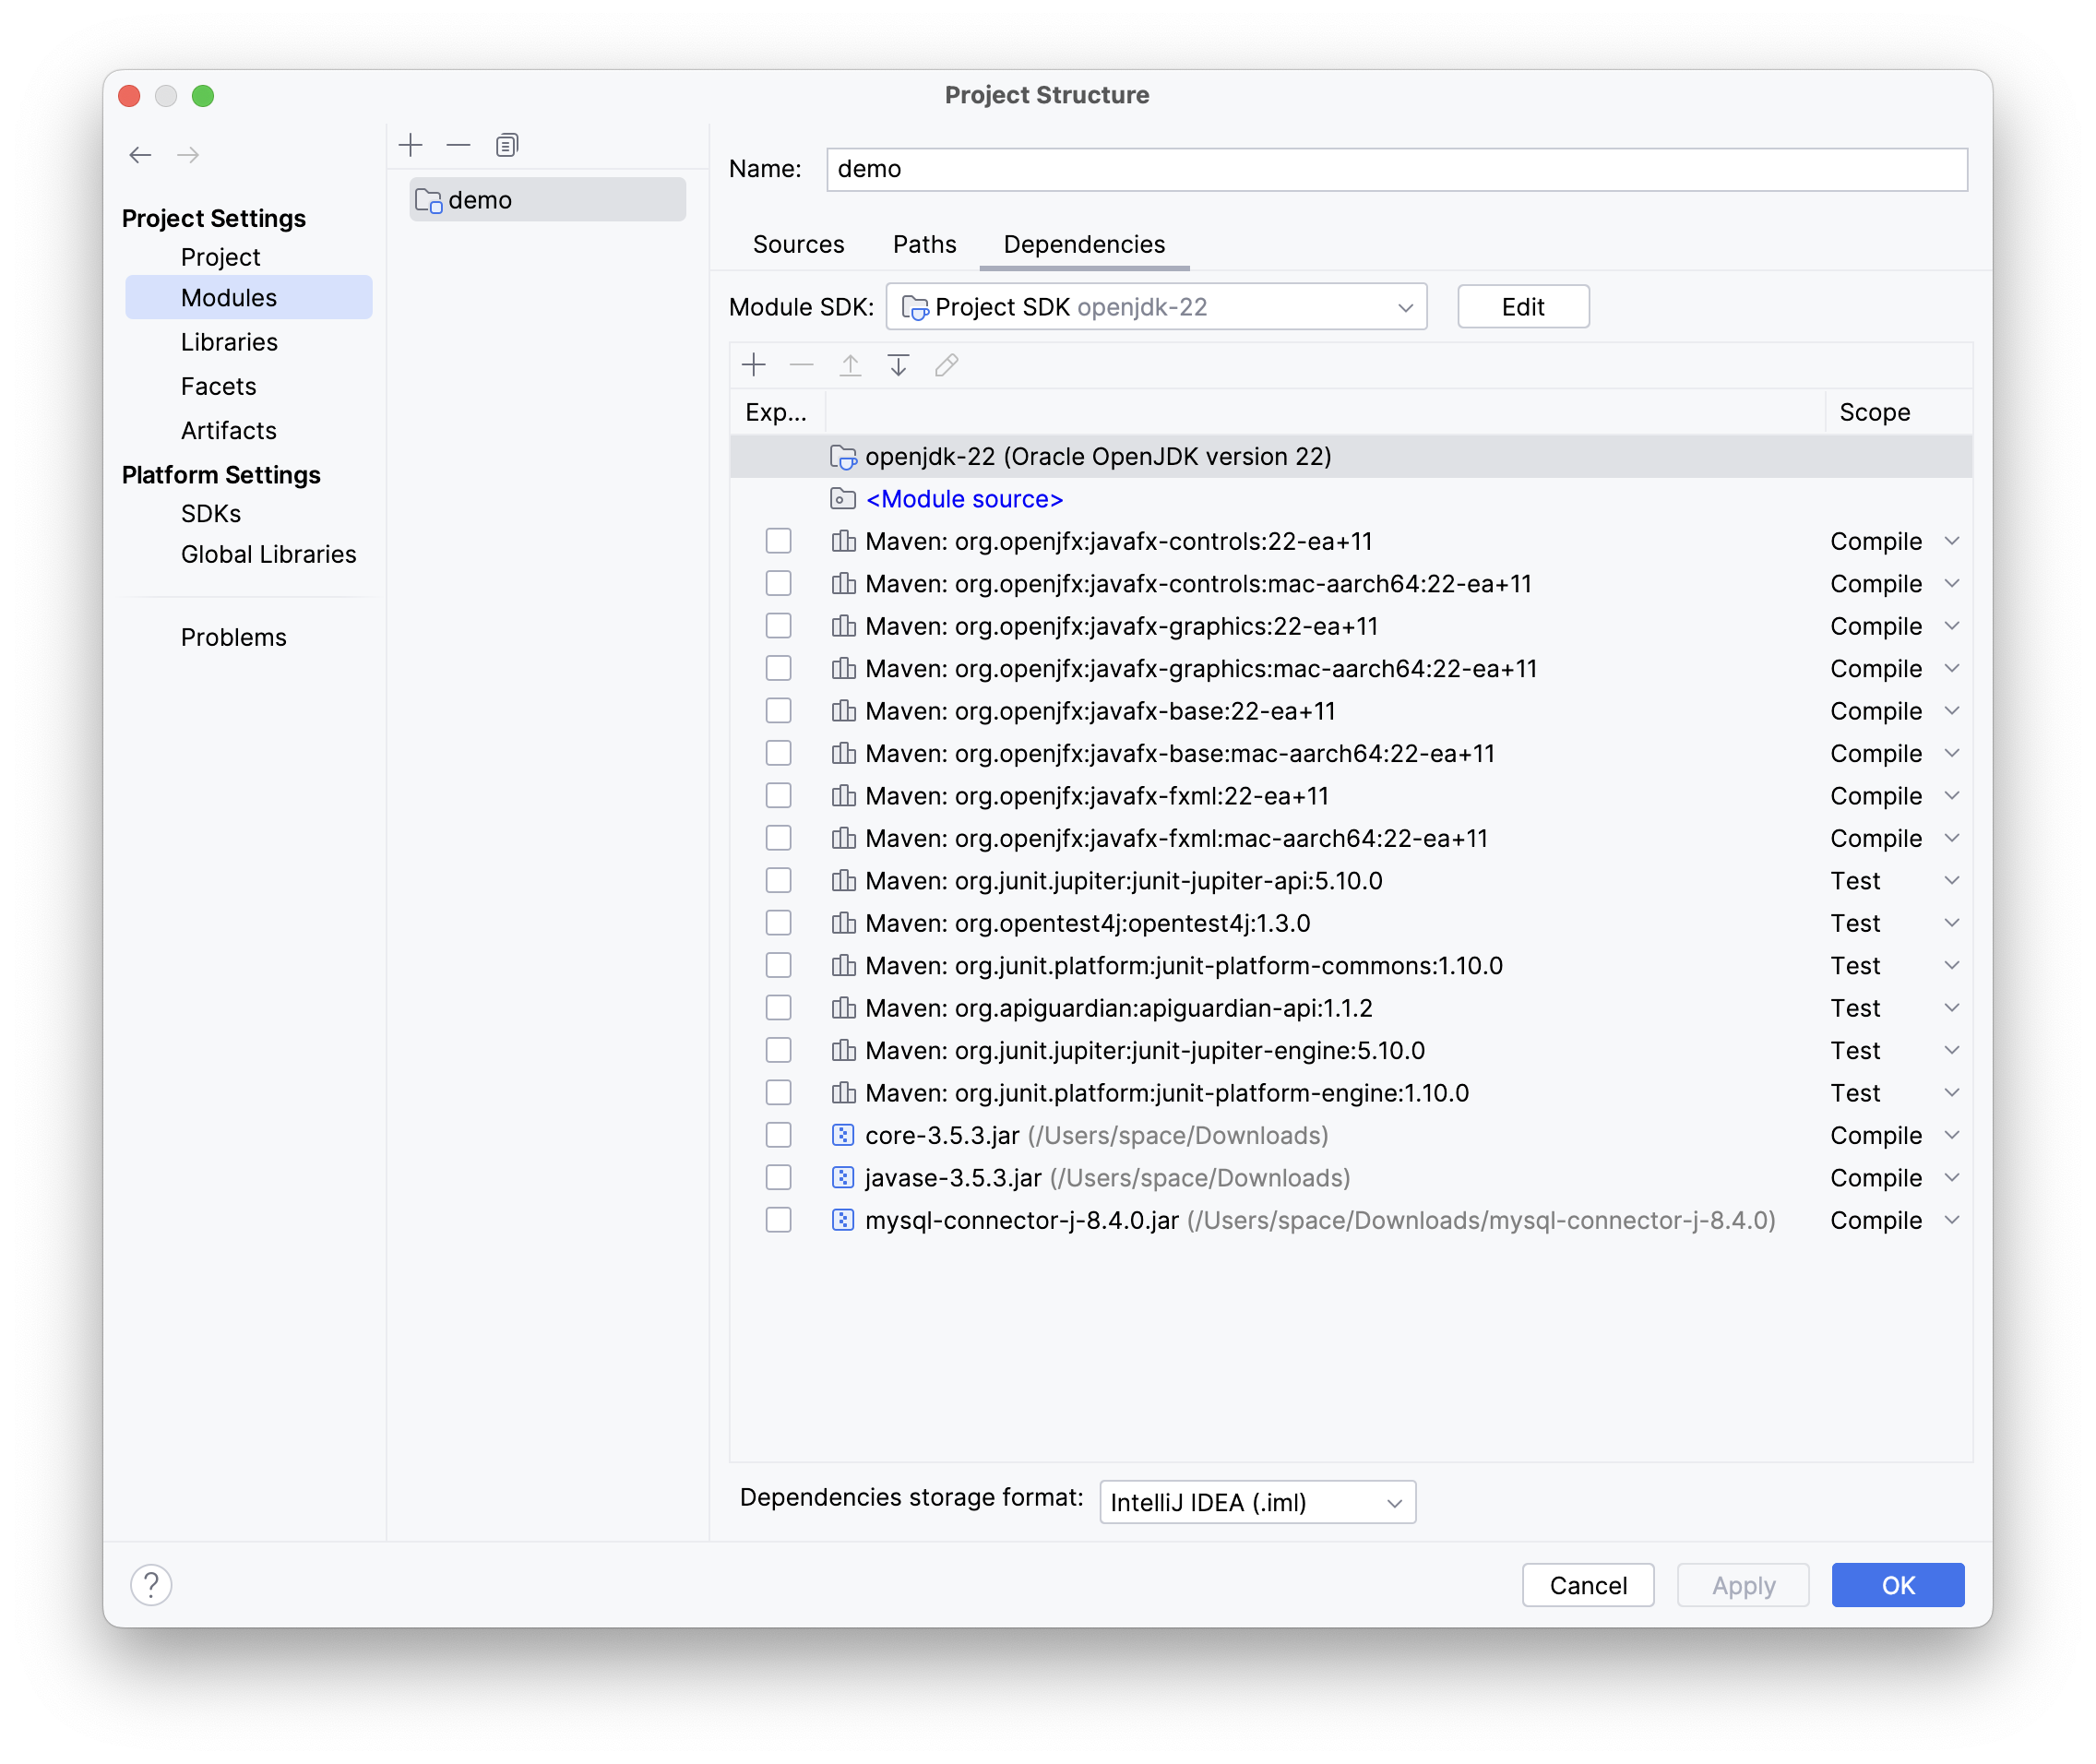 Project Structure
Project Settings
Project
Modules
Libraries
Facets
Artifacts
Platform Settings
SDKs
Global Libraries
Problems
demo
Name: demo
Sources Paths Dependencies
Module SDK: Project SDK openjdk-22 Edit
Exp... Scope
openjdk-22 (Oracle OpenJDK version 22)
<Module source>
Maven: org.openjfx:javafx-controls:22-ea+11 Compile
Maven: org.openjfx:javafx-controls:mac-aarch64:22-ea+11 Compile
Maven: org.openjfx:javafx-graphics:22-ea+11 Compile
Maven: org.openjfx:javafx-graphics:mac-aarch64:22-ea+11 Compile
Maven: org.openjfx:javafx-base:22-ea+11 Compile
Maven: org.openjfx:javafx-base:mac-aarch64:22-ea+11 Compile
Maven: org.openjfx:javafx-fxml:22-ea+11 Compile
Maven: org.openjfx:javafx-fxml:mac-aarch64:22-ea+11 Compile
Maven: org.junit.jupiter:junit-jupiter-api:5.10.0 Test
Maven: org.opentest4j:opentest4j:1.3.0 Test
Maven: org.junit.platform:junit-platform-commons:1.10.0 Test
Maven: org.apiguardian:apiguardian-api:1.1.2 Test
Maven: org.junit.jupiter:junit-jupiter-engine:5.10.0 Test
Maven: org.junit.platform:junit-platform-engine:1.10.0 Test
core-3.5.3.jar (/Users/space/Downloads) Compile
javase-3.5.3.jar (/Users/space/Downloads) Compile
mysql-connector-j-8.4.0.jar (/Users/space/Downloads/mysql-connector-j-8.4.0) Compile
Dependencies storage format: IntelliJ IDEA (.iml)
? Cancel Apply OK